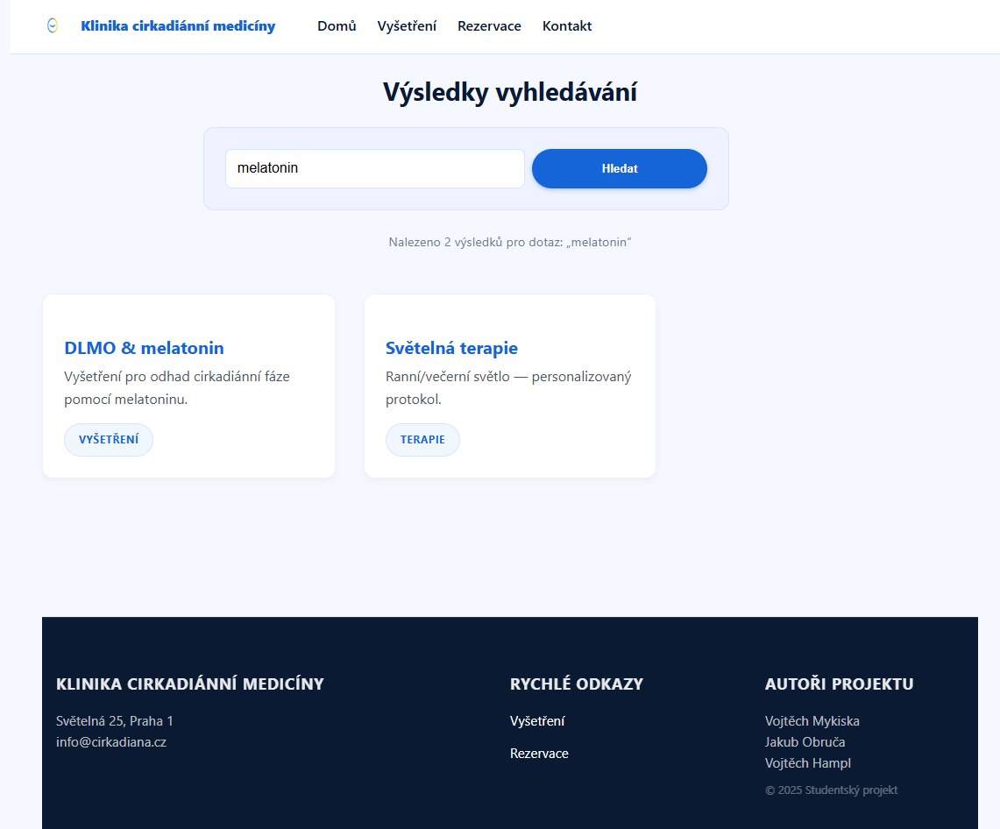 Klinika cirkadiánní medicíny Domů Vyšetření Rezervace Kontakt
Výsledky vyhledávání
melatonin Hledat
Nalezeno 2 výsledků pro dotaz: „melatonin“
DLMO & melatonin
Vyšetření pro odhad cirkadiánní fáze
pomocí melatoninu.
VYŠETŘENÍ
Světelná terapie
Ranní/večerní světlo — personalizovaný
protokol.
TERAPIE
KLINIKA CIRKADIÁNNÍ MEDICÍNY
Světelná 25, Praha 1
info@cirkadiana.cz
RYCHLÉ ODKAZY
Vyšetření
Rezervace
AUTOŘI PROJEKTU
Vojtěch Mykiska
Jakub Obruča
Vojtěch Hampl
© 2025 Studentský projekt